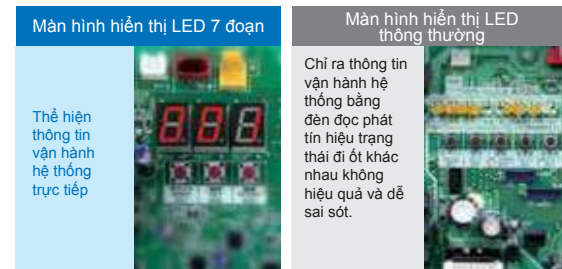 Màn hình hiển thị LED 7 đoạn
Thể hiện
thông tin
vận hành
hệ thống
trực tiếp
Màn hình hiển thị LED
thông thường
Chỉ ra thông tin
vận hành hệ
thống bằng
đèn đọc phát
tín hiệu trạng
thái đi ốt khác
nhau không
hiệu quả và dễ
sai sót.